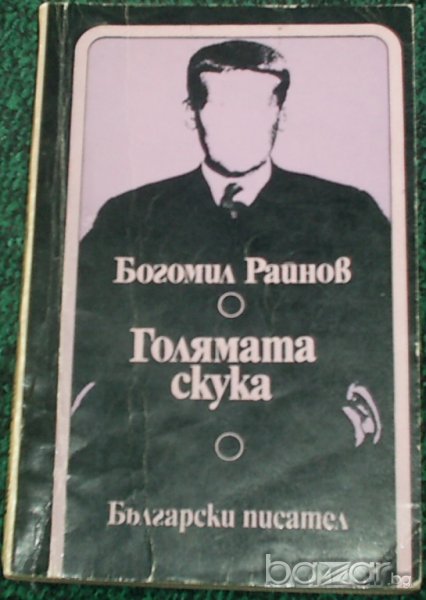 Богомил Райнов
Голямата
скука
Български писател
bazar.bg